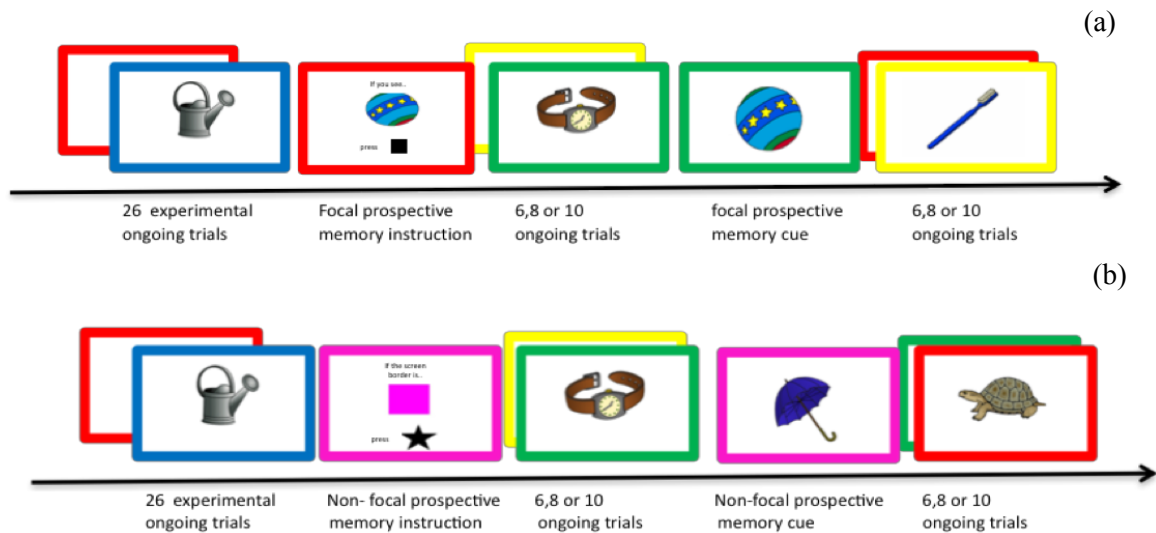 (a)
If you see...
press
26 experimental
ongoing trials
Focal prospective
memory instruction
6,8 or 10
ongoing trials
focal prospective
memory cue
6,8 or 10
ongoing trials
(b)
If the screen
border is..
press
26 experimental
ongoing trials
Non- focal prospective
memory instruction
6,8 or 10
ongoing trials
Non-focal prospective
memory cue
6,8 or 10
ongoing trials